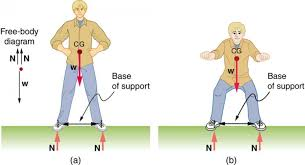 Free-body
diagram
N
N
w
CG
w
Base
of support
N
N
(a)
CG
w
Base
of support
N
N
(b)